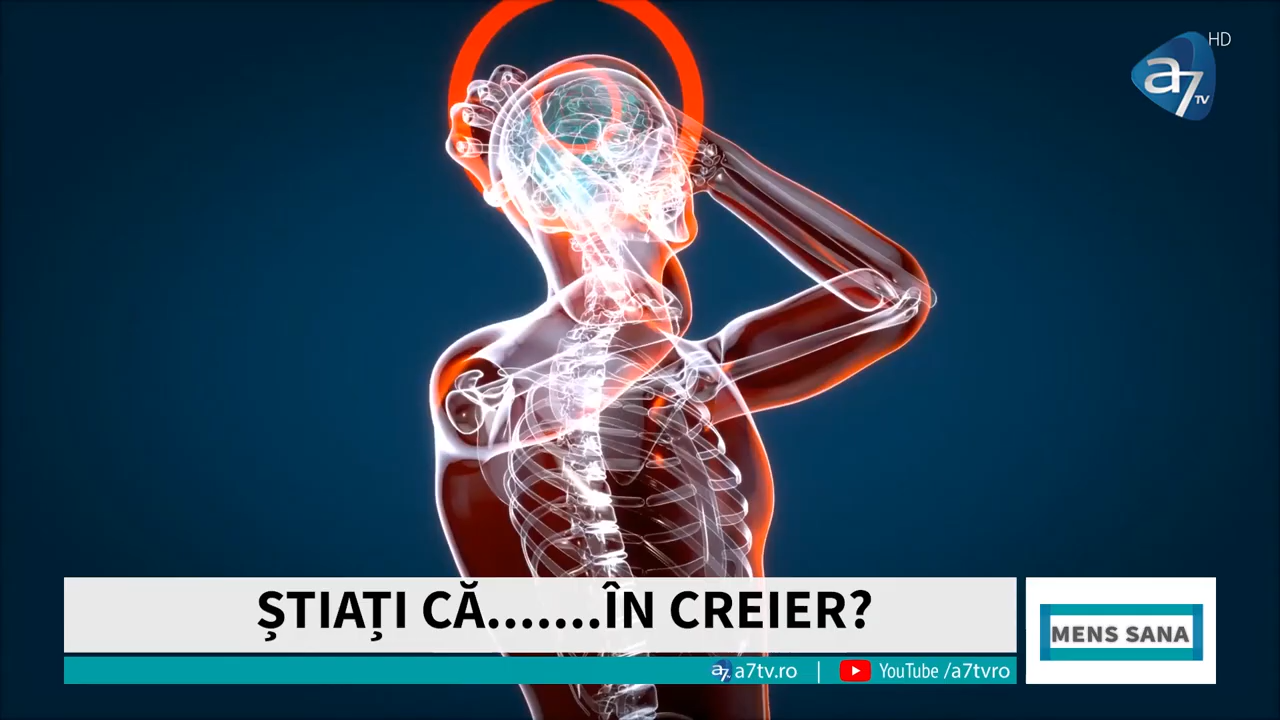 HD
a7 TV
ȘTIAȚI CĂ.......ÎN CREIER?
MENS SANA
a7 a7tv.ro | YouTube /a7tvro